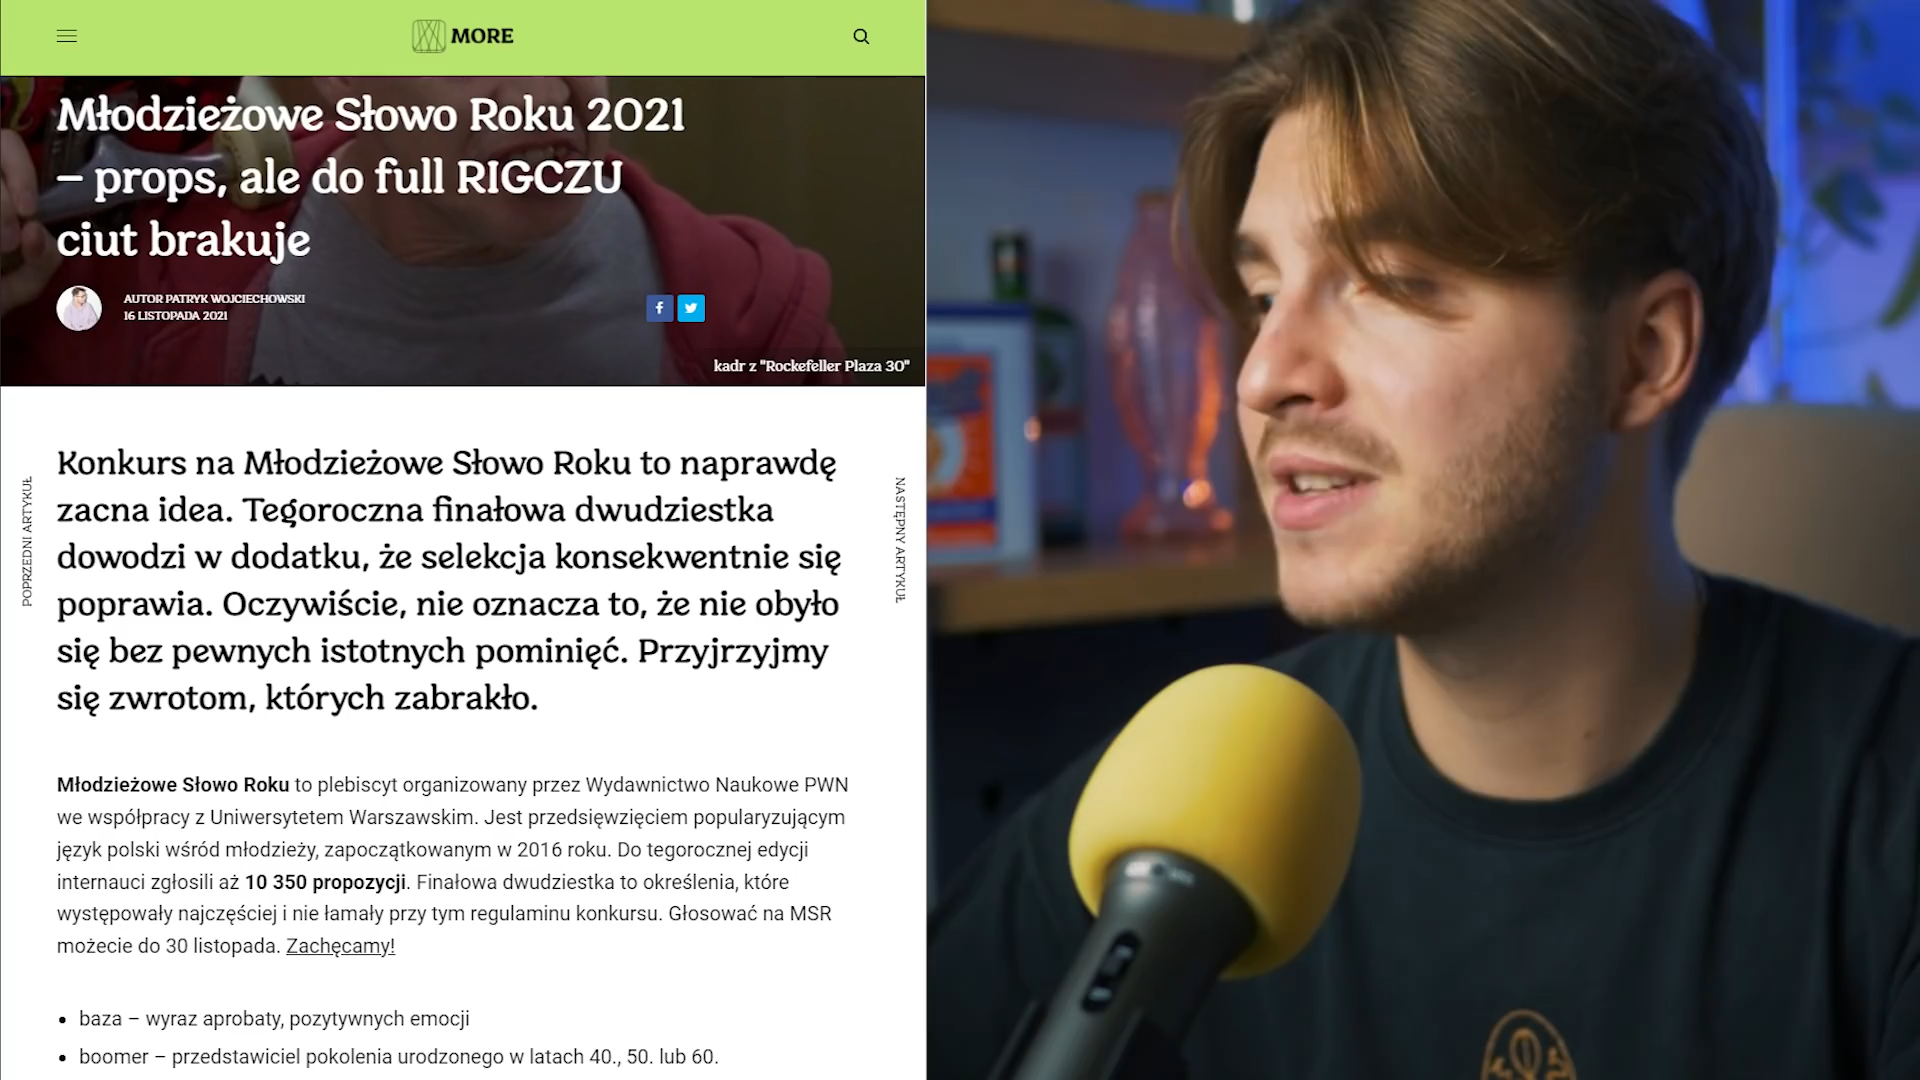 MORE
Młodzieżowe Słowo Roku 2021
– props, ale do full RIGCZU
ciut brakuje
AUTOR PATRYK WOJCIECHOWSKI
16 LISTOPADA 2021
kadr z "Rockefeller Plaza 30"
POPRZEDNI ARTYKUŁ
NASTĘPNY ARTYKUŁ
Konkurs na Młodzieżowe Słowo Roku to naprawdę
zacna idea. Tegoroczna finałowa dwudziestka
dowodzi w dodatku, że selekcja konsekwentnie się
poprawia. Oczywiście, nie oznacza to, że nie obyło
się bez pewnych istotnych pominięć. Przyjrzyjmy
się zwrotom, których zabrakło.
Młodzieżowe Słowo Roku to plebiscyt organizowany przez Wydawnictwo Naukowe PWN
we współpracy z Uniwersytetem Warszawskim. Jest przedsięwzięciem popularyzującym
język polski wśród młodzieży, zapoczątkowanym w 2016 roku. Do tegorocznej edycji
internauci zgłosili aż 10 350 propozycji. Finałowa dwudziestka to określenia, które
występowały najczęściej i nie łamały przy tym regulaminu konkursu. Głosować na MSR
możecie do 30 listopada. Zachęcamy!
• baza – wyraz aprobaty, pozytywnych emocji
• boomer – przedstawiciel pokolenia urodzonego w latach 40., 50. lub 60.